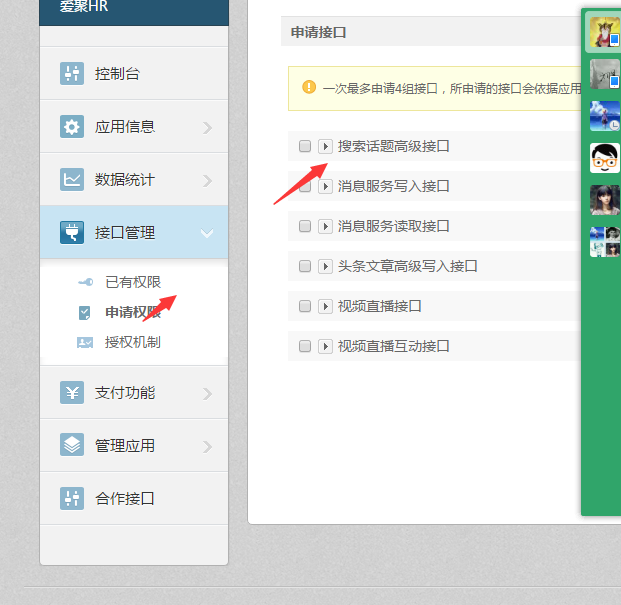 爱聚HR
控制台
应用信息
数据统计
接口管理
已有权限
申请权限
授权机制
支付功能
管理应用
合作接口
申请接口
一次最多申请4组接口，所申请的接口会依据应用
搜索话题高级接口
消息服务写入接口
消息服务读取接口
头条文章高级写入接口
视频直播接口
视频直播互动接口